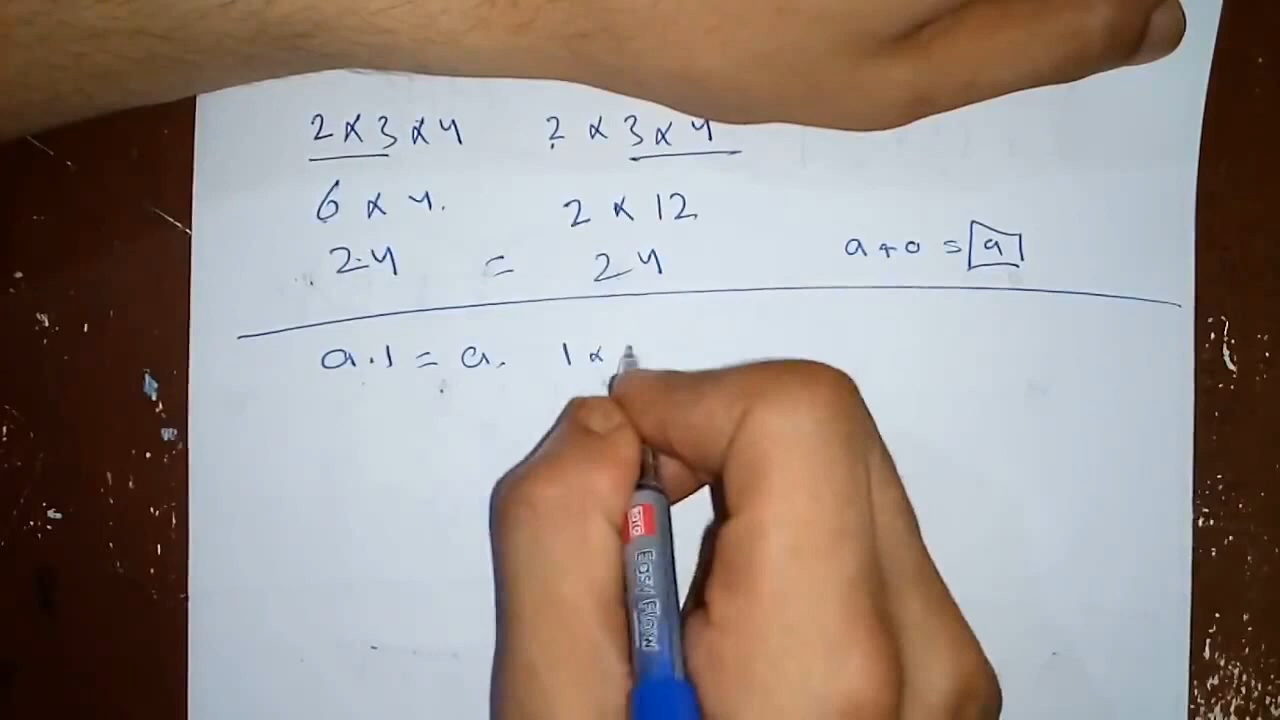 2 × 3 × 4 2 × 3 × 4
6 × 4. 2 × 12
24 = 24
a + 0 = a
a . 1 = a. 1 ×
Easy Flow